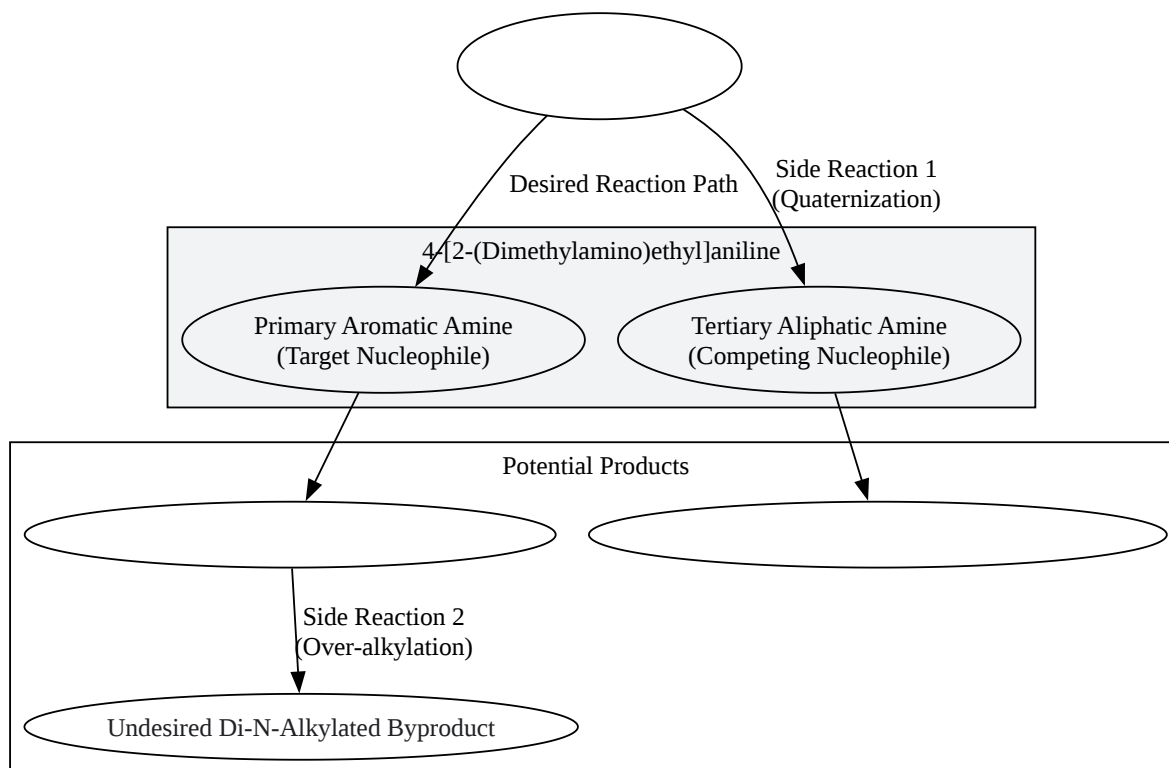 Desired Reaction Path
Side Reaction 1
(Quaternization)
4-[2-(Dimethylamino)ethyl]aniline
Primary Aromatic Amine
(Target Nucleophile)
Tertiary Aliphatic Amine
(Competing Nucleophile)
Potential Products
Side Reaction 2
(Over-alkylation)
Undesired Di-N-Alkylated Byproduct